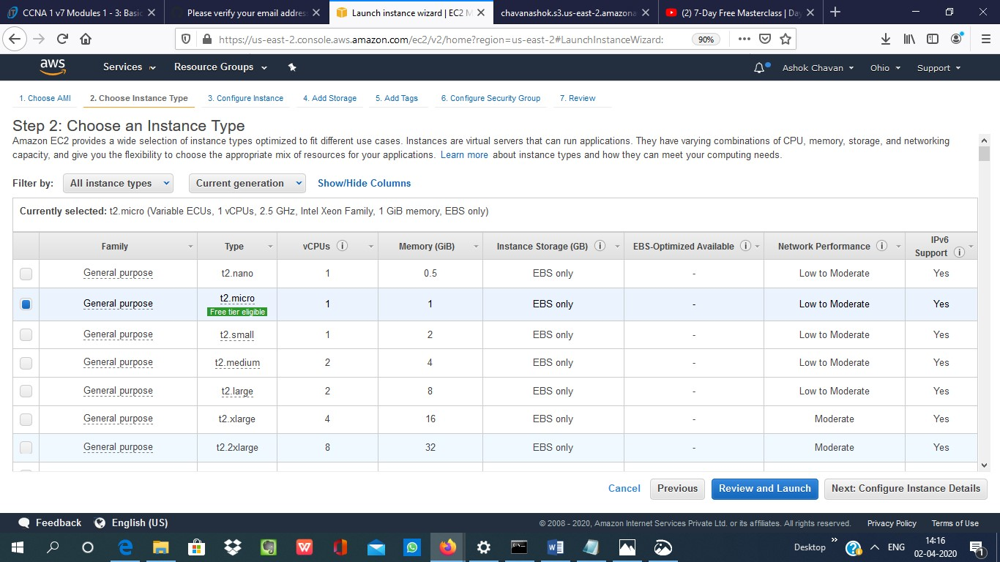 CCNA 1 v7 Modules 1 - 3: Basic
Please verify your email address
Launch instance wizard | EC2 M
chavanashok.s3.us-east-2.amazona
(2) 7-Day Free Masterclass | Day
https://us-east-2.console.aws.amazon.com/ec2/v2/home?region=us-east-2#LaunchInstanceWizard:
90%
aws
Services
Resource Groups
Ashok Chavan
Ohio
Support
1. Choose AMI
2. Choose Instance Type
3. Configure Instance
4. Add Storage
5. Add Tags
6. Configure Security Group
7. Review
Step 2: Choose an Instance Type
Amazon EC2 provides a wide selection of instance types optimized to fit different use cases. Instances are virtual servers that can run applications. They have varying combinations of CPU, memory, storage, and networking
capacity, and give you the flexibility to choose the appropriate mix of resources for your applications. Learn more about instance types and how they can meet your computing needs.
Filter by: All instance types Current generation Show/Hide Columns
Currently selected: t2.micro (Variable ECUs, 1 vCPUs, 2.5 GHz, Intel Xeon Family, 1 GiB memory, EBS only)
Family Type vCPUs Memory (GiB) Instance Storage (GB) EBS-Optimized Available Network Performance IPv6 Support
General purpose t2.nano 1 0.5 EBS only - Low to Moderate Yes
General purpose t2.micro 1 1 EBS only - Low to Moderate Yes
Free tier eligible
General purpose t2.small 1 2 EBS only - Low to Moderate Yes
General purpose t2.medium 2 4 EBS only - Low to Moderate Yes
General purpose t2.large 2 8 EBS only - Low to Moderate Yes
General purpose t2.xlarge 4 16 EBS only - Moderate Yes
General purpose t2.2xlarge 8 32 EBS only - Moderate Yes
Cancel Previous Review and Launch Next: Configure Instance Details
Feedback English (US)
© 2008 - 2020, Amazon Internet Services Private Ltd. or its affiliates. All rights reserved. Privacy Policy Terms of Use
Desktop ENG
14:16
02-04-2020
1